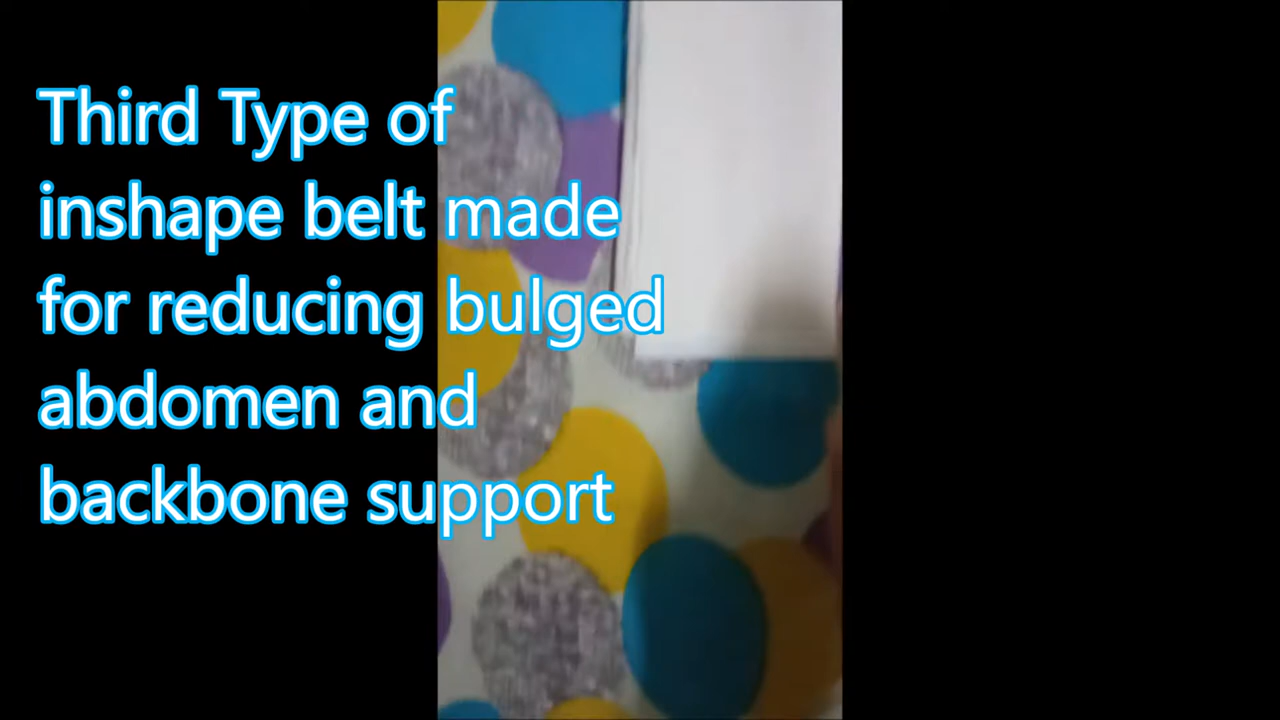 Third Type of
inshape belt made
for reducing bulged
abdomen and
backbone support